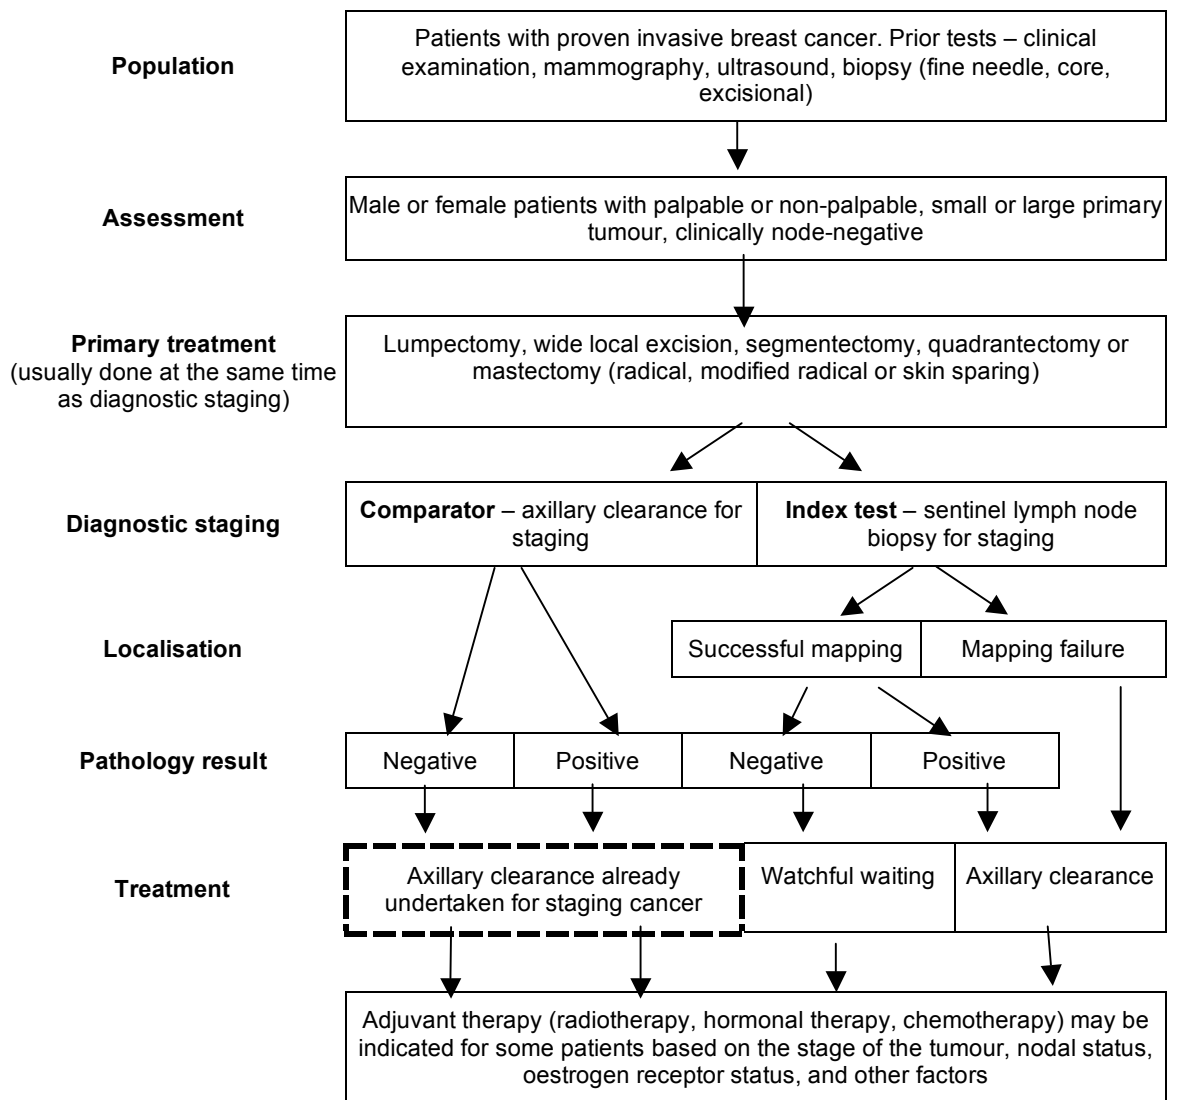 Population
Patients with proven invasive breast cancer. Prior tests – clinical
examination, mammography, ultrasound, biopsy (fine needle, core,
excisional)
Assessment
Male or female patients with palpable or non-palpable, small or large primary
tumour, clinically node-negative
Primary treatment
(usually done at the same time
as diagnostic staging)
Lumpectomy, wide local excision, segmentectomy, quadrantectomy or
mastectomy (radical, modified radical or skin sparing)
Diagnostic staging
Comparator – axillary clearance for
staging
Index test – sentinel lymph node
biopsy for staging
Localisation
Successful mapping
Mapping failure
Pathology result
Negative
Positive
Negative
Positive
Treatment
Axillary clearance already
undertaken for staging cancer
Watchful waiting
Axillary clearance
Adjuvant therapy (radiotherapy, hormonal therapy, chemotherapy) may be
indicated for some patients based on the stage of the tumour, nodal status,
oestrogen receptor status, and other factors